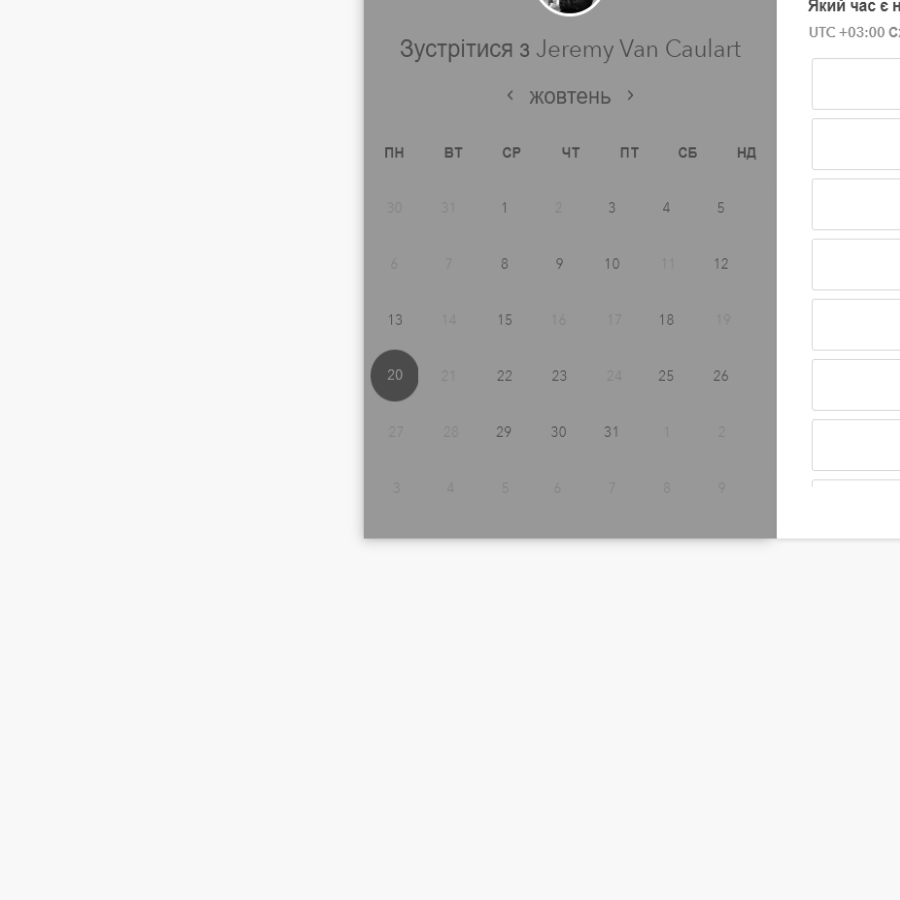 Зустрітися з Jeremy Van Caulart
‹ жовтень ›
ПН ВТ СР ЧТ ПТ СБ НД
30 31 1 2 3 4 5
6 7 8 9 10 11 12
13 14 15 16 17 18 19
20 21 22 23 24 25 26
27 28 29 30 31 1 2
3 4 5 6 7 8 9
Який час є
UTC +03:00